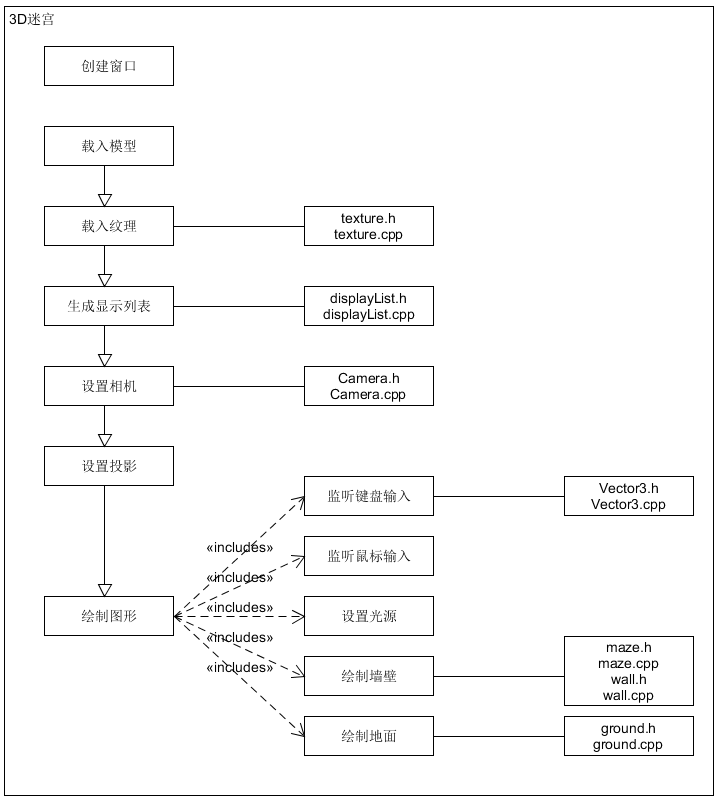 3D迷宫
创建窗口
载入模型
载入纹理
texture.h
texture.cpp
生成显示列表
displayList.h
displayList.cpp
设置相机
Camera.h
Camera.cpp
设置投影
监听键盘输入
Vector3.h
Vector3.cpp
«includes»
监听鼠标输入
«includes»
绘制图形
«includes»
设置光源
«includes»
绘制墙壁
maze.h
maze.cpp
wall.h
wall.cpp
«includes»
绘制地面
ground.h
ground.cpp